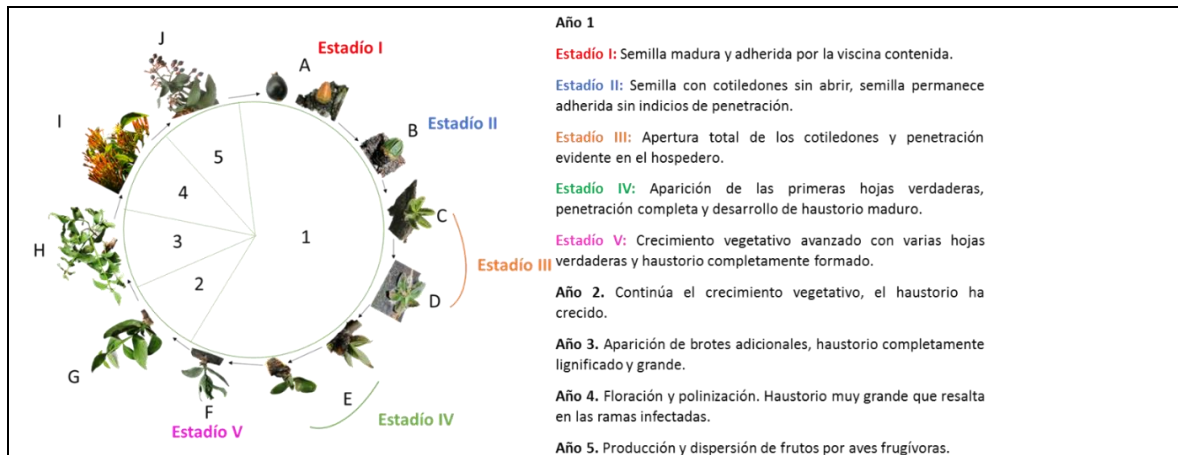 J
A
Estadío I
I
B
Estadío II
5
4
C
H
3
1
Estadío III
2
D
G
E
F
Estadío IV
Estadío V
Año 1
Estadío I: Semilla madura y adherida por la viscina contenida.
Estadío II: Semilla con cotiledones sin abrir, semilla permanece
adherida sin indicios de penetración.
Estadío III: Apertura total de los cotiledones y penetración
evidente en el hospedero.
Estadío IV: Aparición de las primeras hojas verdaderas,
penetración completa y desarrollo de haustorio maduro.
Estadío V: Crecimiento vegetativo avanzado con varias hojas
verdaderas y haustorio completamente formado.
Año 2. Continúa el crecimiento vegetativo, el haustorio ha
crecido.
Año 3. Aparición de brotes adicionales, haustorio completamente
lignificado y grande.
Año 4. Floración y polinización. Haustorio muy grande que resalta
en las ramas infectadas.
Año 5. Producción y dispersión de frutos por aves frugívoras.